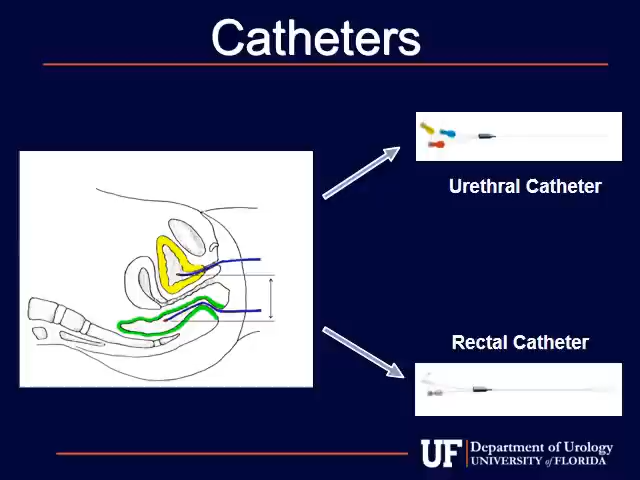 Catheters
Urethral Catheter
Rectal Catheter
UF Department of Urology
UNIVERSITY of FLORIDA